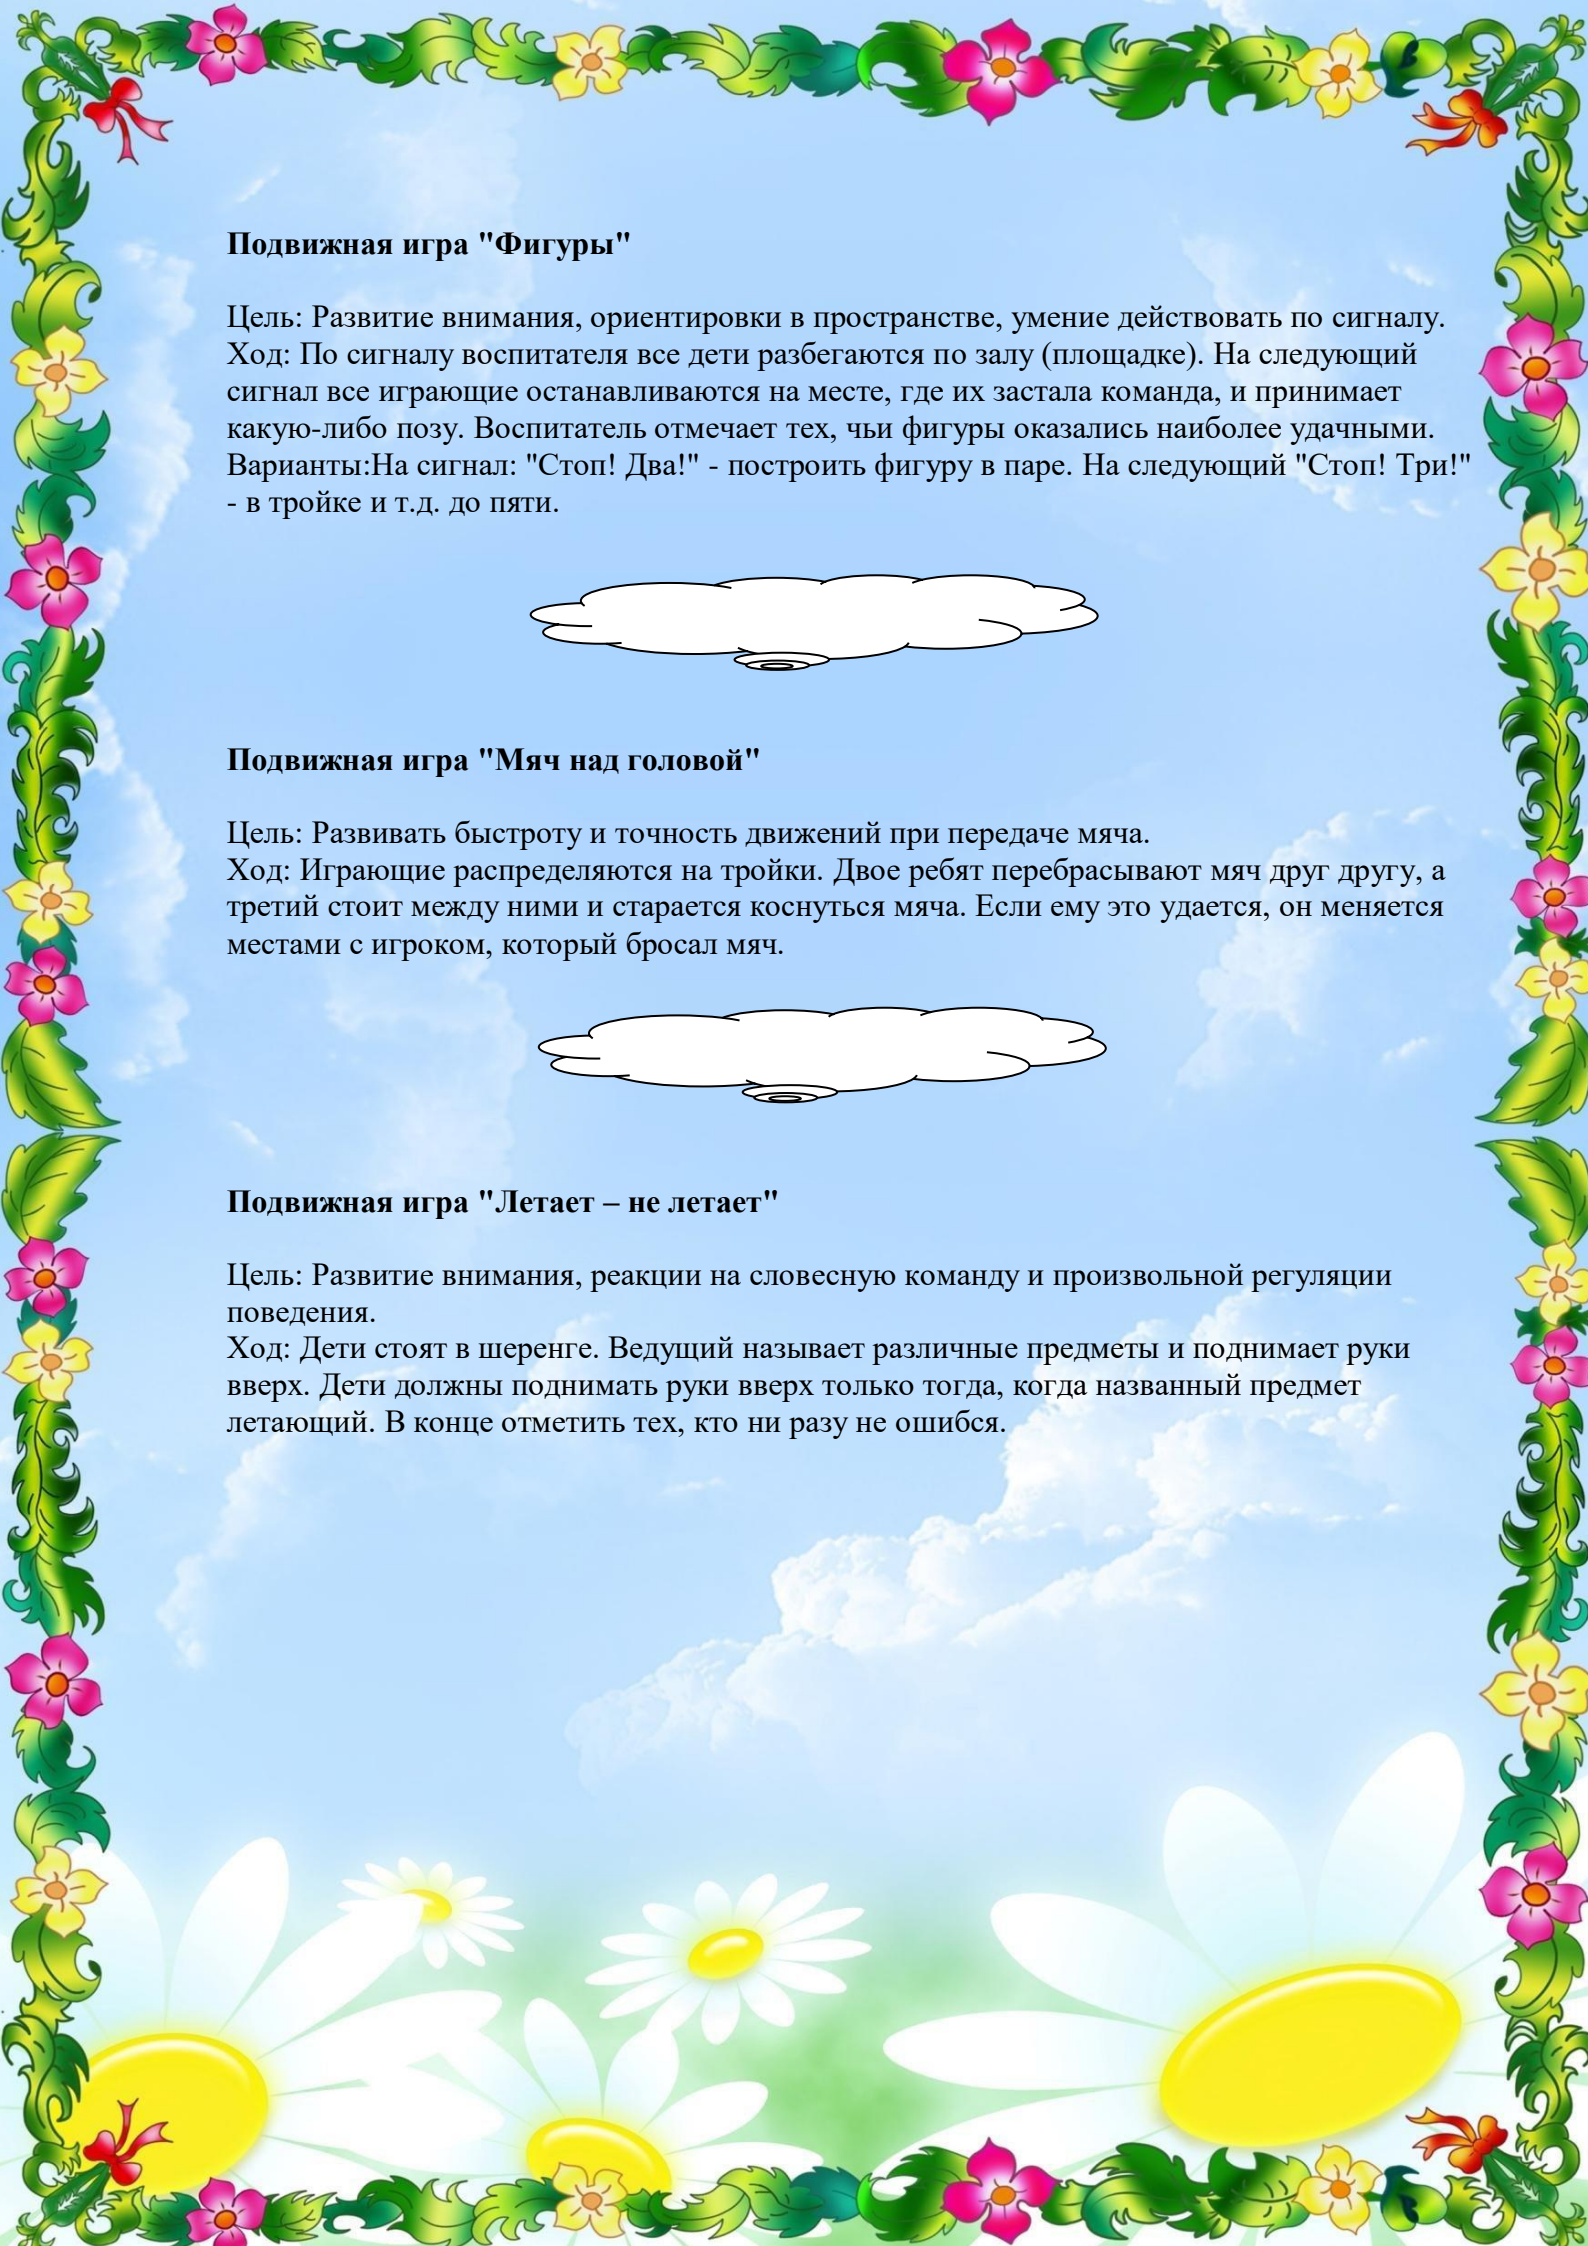 Подвижная игра "Фигуры"
Цель: Развитие внимания, ориентировки в пространстве, умение действовать по сигналу.
Ход: По сигналу воспитателя все дети разбегаются по залу (площадке). На следующий
сигнал все играющие останавливаются на месте, где их застала команда, и принимает
какую-либо позу. Воспитатель отмечает тех, чьи фигуры оказались наиболее удачными.
Варианты:На сигнал: "Стоп! Два!" - построить фигуру в паре. На следующий "Стоп! Три!"
- в тройке и т.д. до пяти.
Подвижная игра "Мяч над головой"
Цель: Развивать быстроту и точность движений при передаче мяча.
Ход: Играющие распределяются на тройки. Двое ребят перебрасывают мяч друг другу, а
третий стоит между ними и старается коснуться мяча. Если ему это удается, он меняется
местами с игроком, который бросал мяч.
Подвижная игра "Летает – не летает"
Цель: Развитие внимания, реакции на словесную команду и произвольной регуляции
поведения.
Ход: Дети стоят в шеренге. Ведущий называет различные предметы и поднимает руки
вверх. Дети должны поднимать руки вверх только тогда, когда названный предмет
летающий. В конце отметить тех, кто ни разу не ошибся.